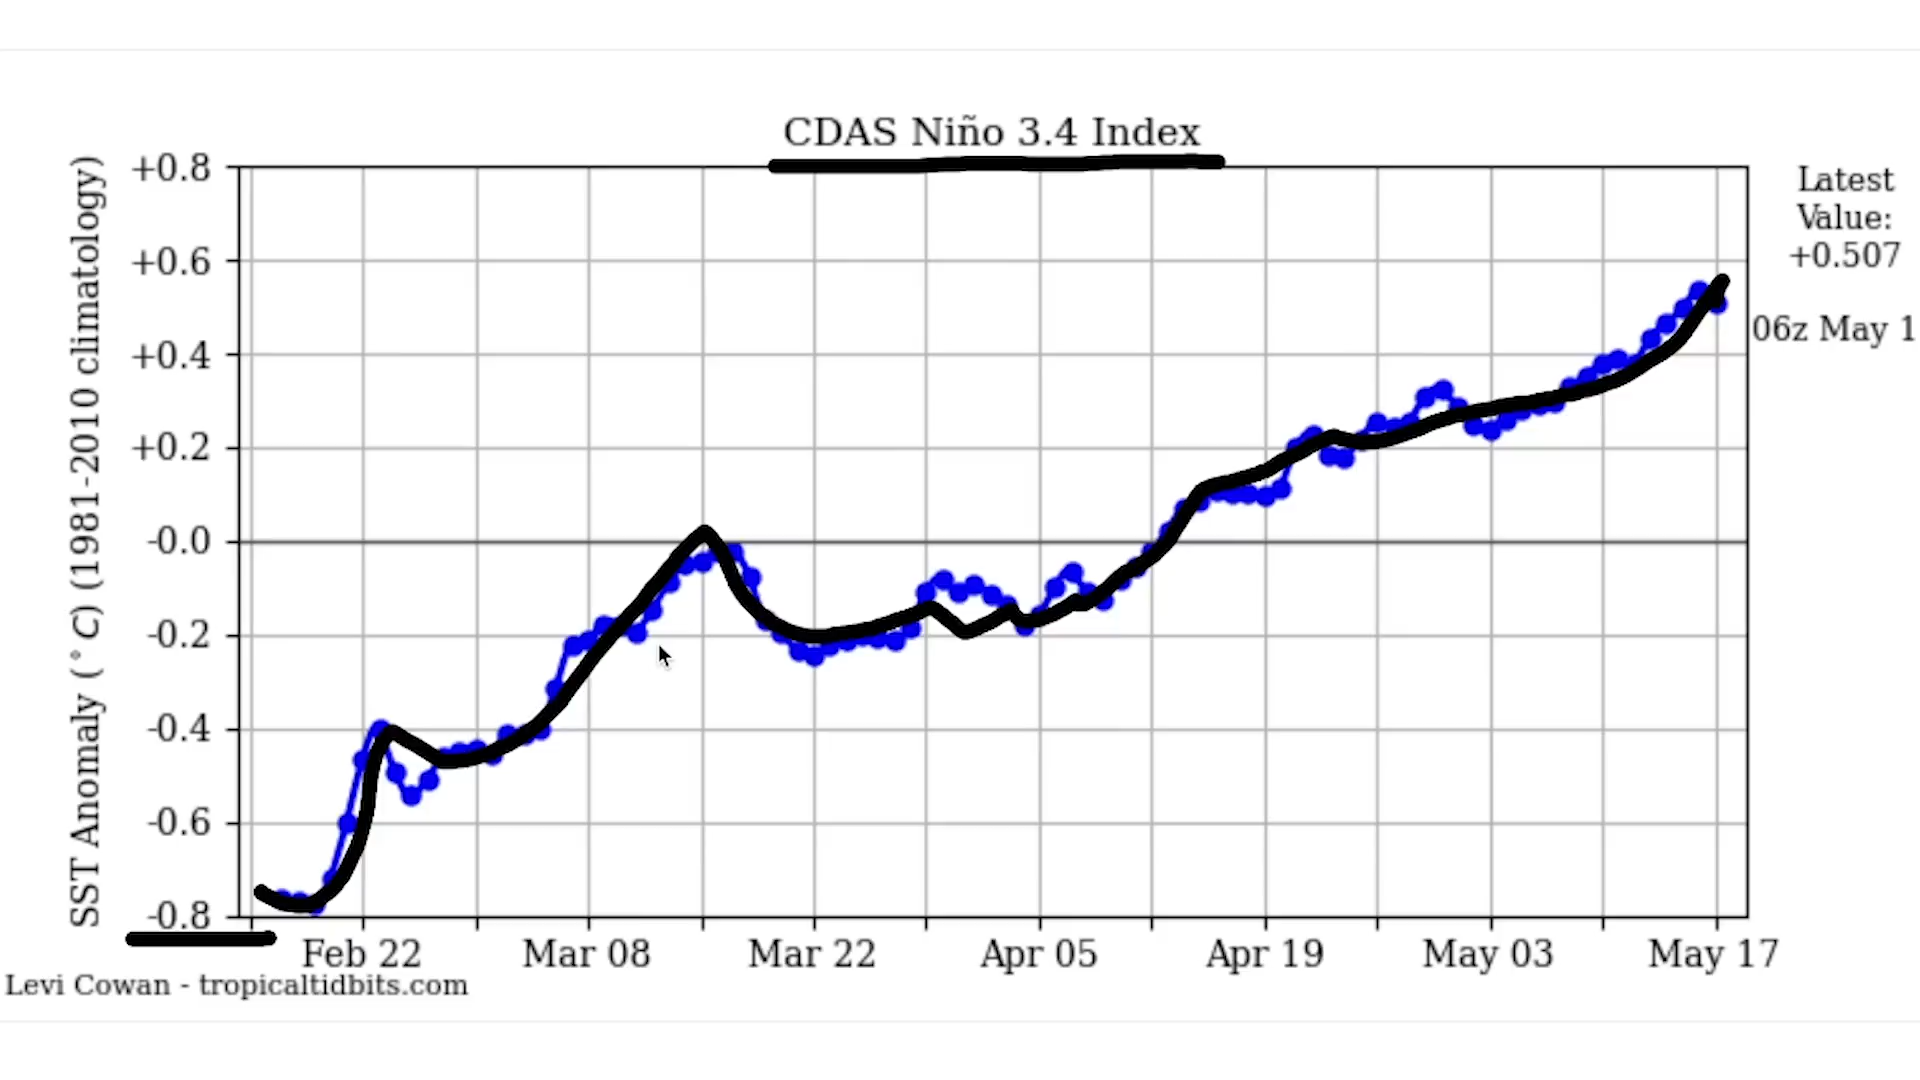 CDAS Niño 3.4 Index
+0.8
+0.6
+0.4
+0.2
-0.0
-0.2
-0.4
-0.6
-0.8
SST Anomaly (°C) (1981-2010 climatology)
Feb 22 Mar 08 Mar 22 Apr 05 Apr 19 May 03 May 17
Latest
Value:
+0.507
06z May 1
Levi Cowan - tropicaltidbits.com